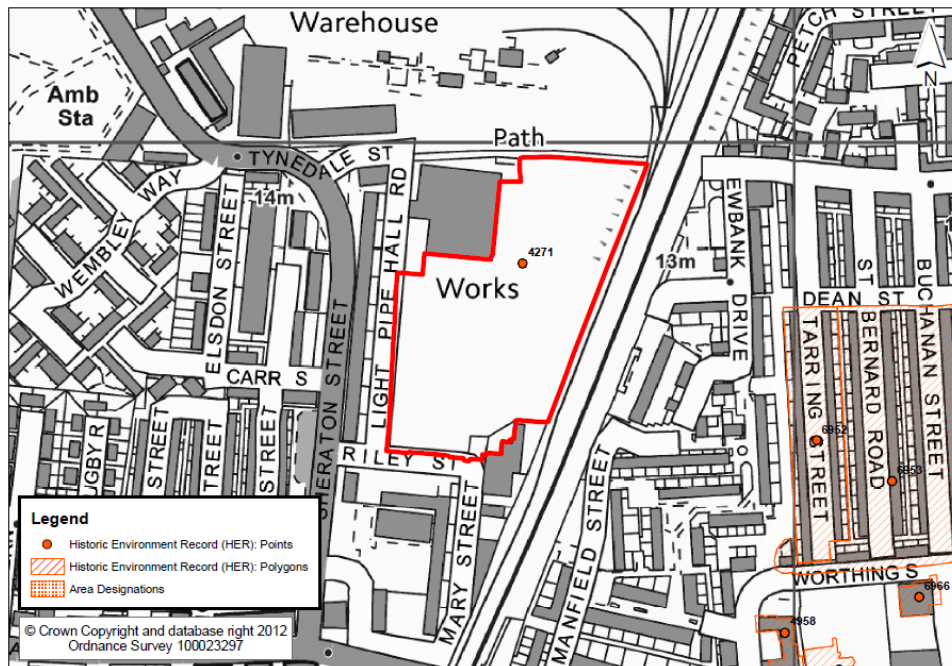 Warehouse
PETCH STREET
N
Amb
Sta
Path
TYNEDALE ST
14m
WEMBLEY WAY
ELSDON STREET
LIGHT PIPE HALL RD
4271
Works
13m
EWBANK DRIVE
DEAN ST
TARRING STREET
ST BERNARD ROAD
BUCHANAN STREET
CARR S
SHERATON STREET
6952
6953
UGBY R
STREET
STREET
STREET
RILEY ST
MARY STREET
MANFIELD STREET
WORTHING S
6966
4958
Legend
Historic Environment Record (HER): Points
Historic Environment Record (HER): Polygons
Area Designations
© Crown Copyright and database right 2012
Ordnance Survey 100023297